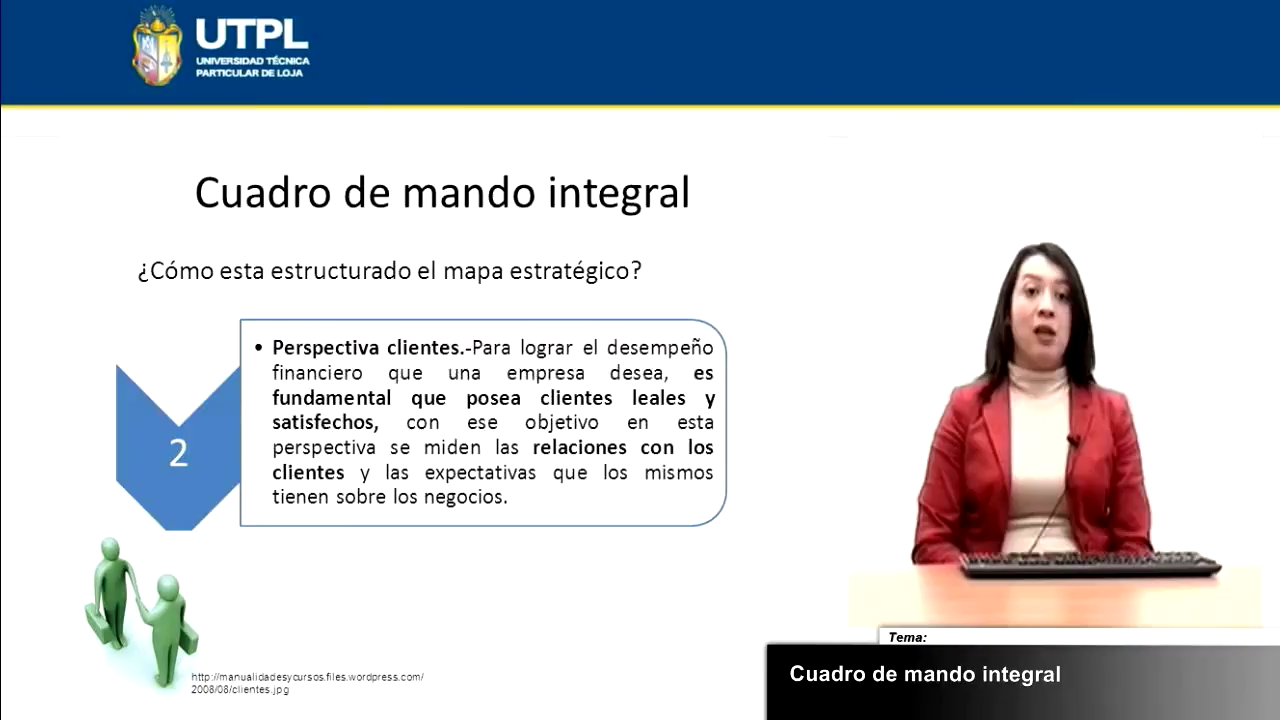 UTPL
UNIVERSIDAD TÉCNICA
PARTICULAR DE LOJA
Cuadro de mando integral
¿Cómo esta estructurado el mapa estratégico?
2
• Perspectiva clientes.-Para lograr el desempeño
financiero que una empresa desea, es
fundamental que posea clientes leales y
satisfechos, con ese objetivo en esta
perspectiva se miden las relaciones con los
clientes y las expectativas que los mismos
tienen sobre los negocios.
http://manualidadesycursos.files.wordpress.com/
2008/08/clientes.jpg
Tema:
Cuadro de mando integral